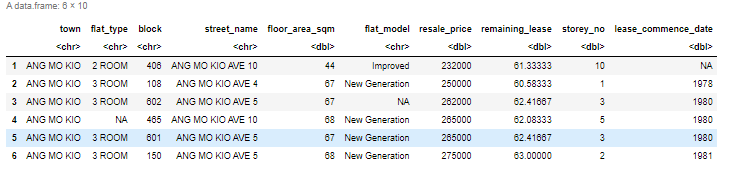 A data.frame: 6 × 10
town flat_type block street_name floor_area_sqm flat_model resale_price remaining_lease storey_no lease_commence_date
<chr> <chr> <chr> <chr> <dbl> <chr> <dbl> <dbl> <dbl> <dbl>
1 ANG MO KIO 2 ROOM 406 ANG MO KIO AVE 10 44 Improved 232000 61.33333 10 NA
2 ANG MO KIO 3 ROOM 108 ANG MO KIO AVE 4 67 New Generation 250000 60.58333 1 1978
3 ANG MO KIO 3 ROOM 602 ANG MO KIO AVE 5 67 NA 262000 62.41667 3 1980
4 ANG MO KIO NA 465 ANG MO KIO AVE 10 68 New Generation 265000 62.08333 5 1980
5 ANG MO KIO 3 ROOM 601 ANG MO KIO AVE 5 67 New Generation 265000 62.41667 3 1980
6 ANG MO KIO 3 ROOM 150 ANG MO KIO AVE 5 68 New Generation 275000 63.00000 2 1981